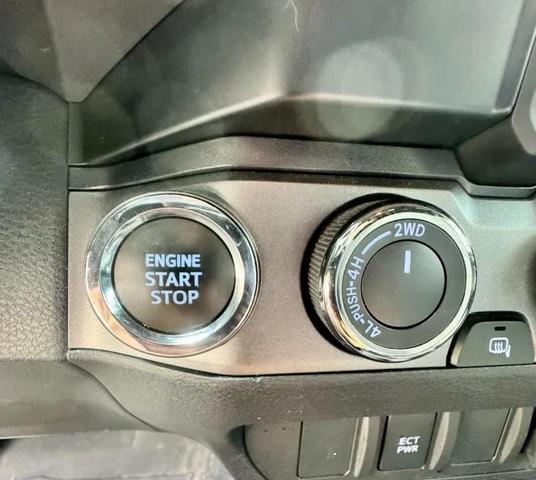 ENGINE
START
STOP
2WD
4L-PUSH-4H
ECT
PWR